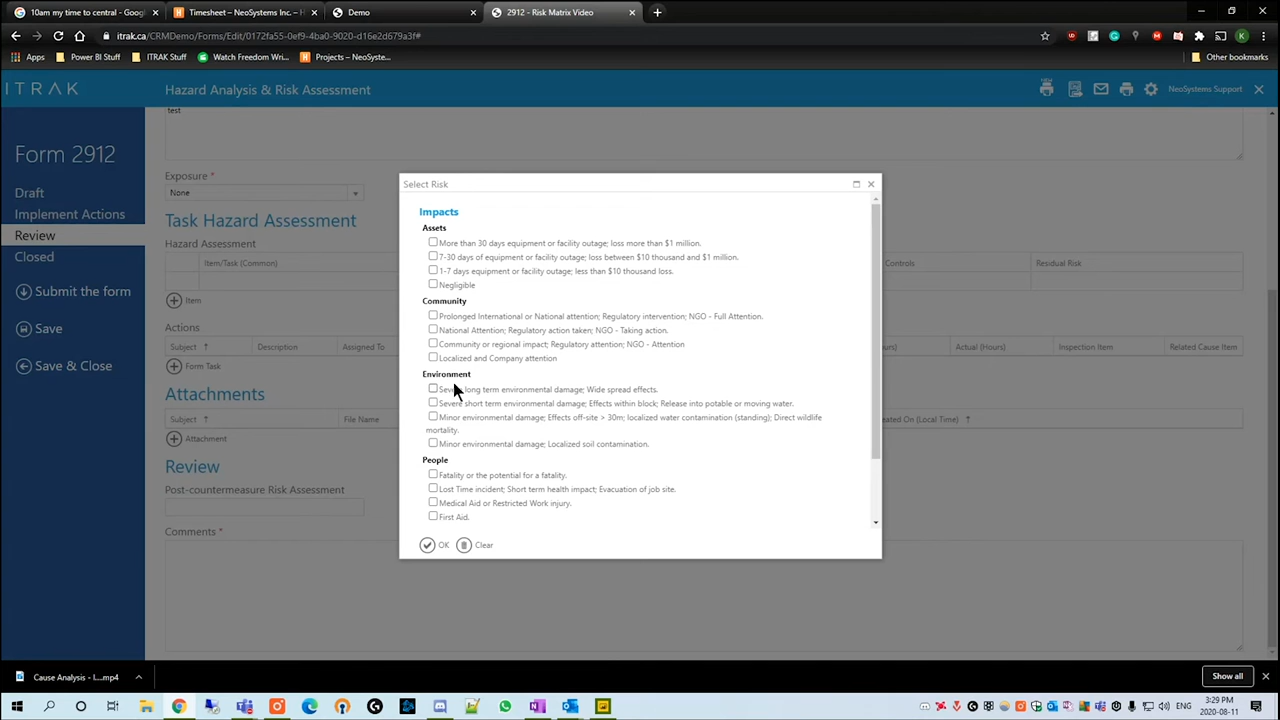 10am my time to central - Googl
Timesheet – NeoSystems Inc. – H
Demo
2912 - Risk Matrix Video
itrak.ca/CRMDemo/Forms/Edit/0172fa55-0ef9-4ba0-9020-d16e2d679a3f#
Apps
Power BI Stuff
ITRAK Stuff
Watch Freedom Wri...
Projects – NeoSyste...
Other bookmarks
ITRAK
Hazard Analysis & Risk Assessment
NeoSystems Support
Form 2912
Draft
Implement Actions
Review
Closed
Submit the form
Save
Save & Close
test
Exposure *
None
Task Hazard Assessment
Hazard Assessment
Item/Task (Common)
Controls
Residual Risk
Item
Actions
Subject ↑
Description
Assigned To
Actual (Hours)
Inspection Item
Related Cause Item
Form Task
Attachments
Subject ↑
File Name
Attachment
Review
Post-countermeasure Risk Assessment
Comments *
Select Risk
Impacts
Assets
More than 30 days equipment or facility outage; loss more than $1 million.
7-30 days of equipment or facility outage; loss between $10 thousand and $1 million.
1-7 days equipment or facility outage; less than $10 thousand loss.
Negligible
Community
Prolonged International or National attention; Regulatory intervention; NGO - Full Attention.
National Attention; Regulatory action taken; NGO - Taking action.
Community or regional impact; Regulatory attention; NGO - Attention
Localized and Company attention
Environment
Severe long term environmental damage; Wide spread effects.
Severe short term environmental damage; Effects within block; Release into potable or moving water.
Minor environmental damage; Effects off-site > 30m; localized water contamination (standing); Direct wildlife
mortality.
Minor environmental damage; Localized soil contamination.
People
Fatality or the potential for a fatality.
Lost Time incident; Short term health impact; Evacuation of job site.
Medical Aid or Restricted Work injury.
First Aid.
OK
Clear
Cause Analysis - I....mp4
Show all
ENG
3:29 PM
2020-08-11